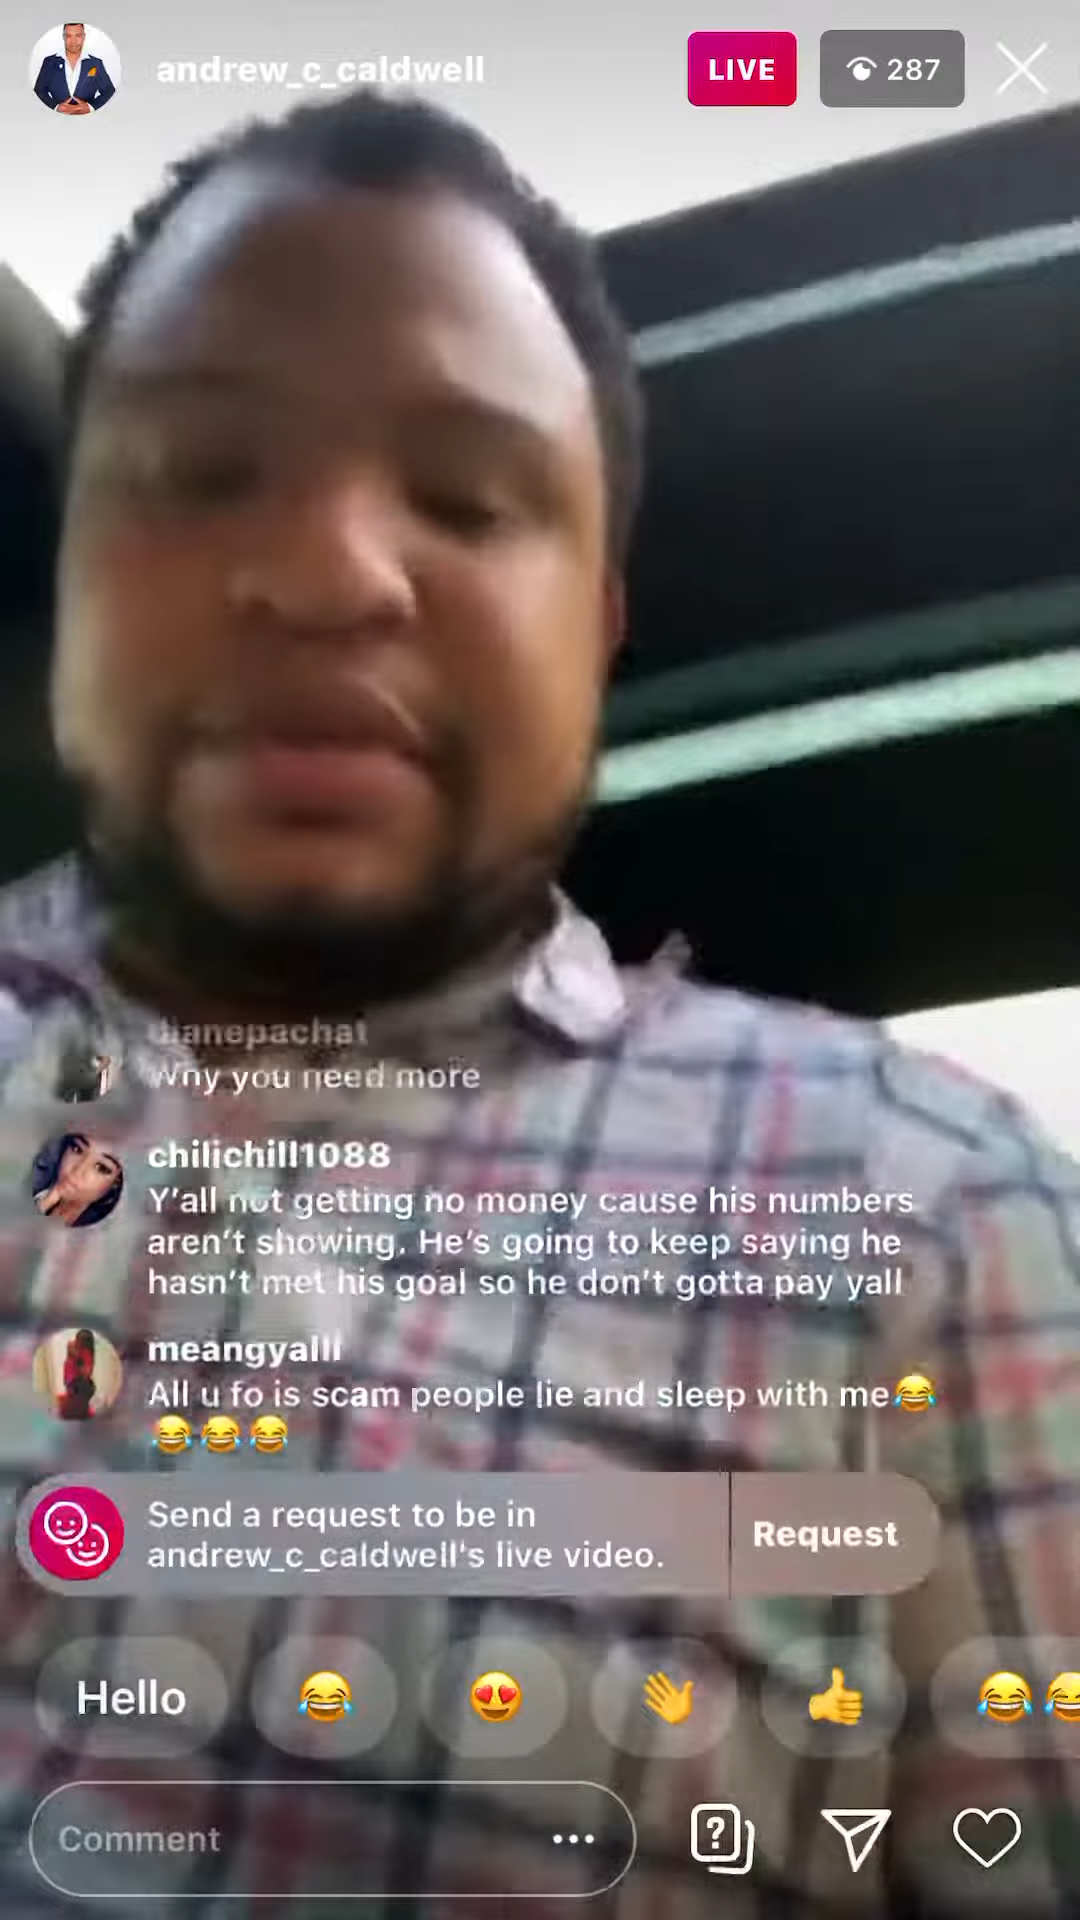 andrew_c_caldwell
LIVE
287
dianepachat
Why you need more
chilichill1088
Y'all not getting no money cause his numbers
aren't showing. He's going to keep saying he
hasn't met his goal so he don't gotta pay yall
meangyalll
All u fo is scam people lie and sleep with me😂
😂😂😂
Send a request to be in
andrew_c_caldwell's live video.
Request
Hello
Comment